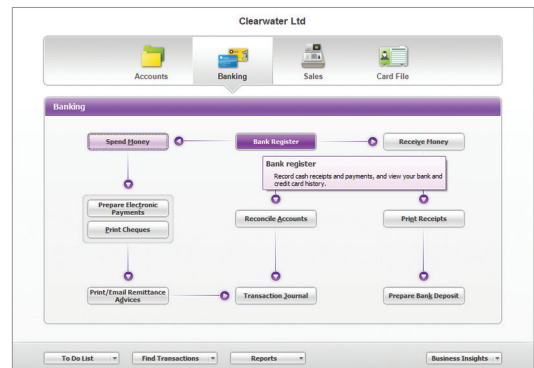 Clearwater Ltd
Accounts
Banking
Sales
Card File
Banking
Spend Money
Bank Register
Receive Money
Bank register
Record cash receipts and payments, and view your bank and
credit card history.
Prepare Electronic
Payments
Print Cheques
Reconcile Accounts
Print Receipts
Print/Email Remittance
Advices
Transaction Journal
Prepare Bank Deposit
To Do List
Find Transactions
Reports
Business Insights